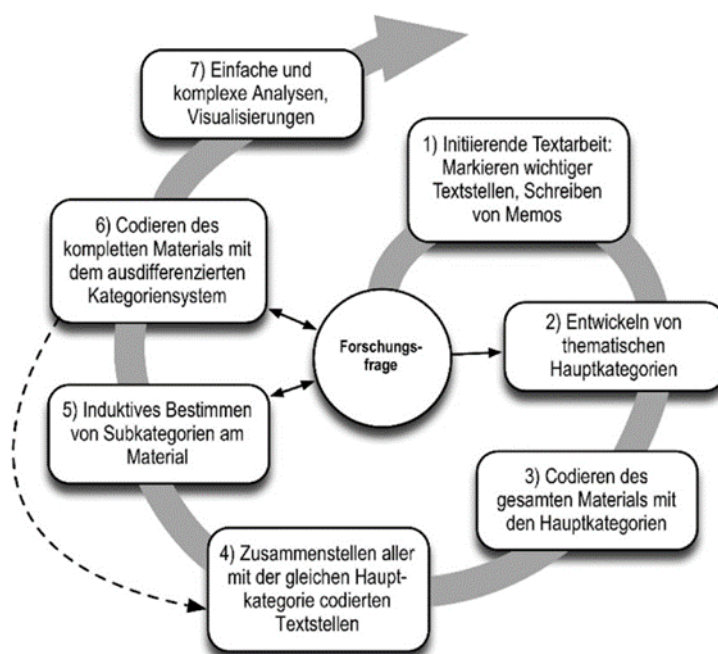 7) Einfache und
komplexe Analysen,
Visualisierungen
1) Initiierende Textarbeit:
Markieren wichtiger
Textstellen, Schreiben
von Memos
6) Codieren des
kompletten Materials mit
dem ausdifferenzierten
Kategoriensystem
Forschungs-
frage
2) Entwickeln von
thematischen
Hauptkategorien
5) Induktives Bestimmen
von Subkategorien am
Material
3) Codieren des
gesamten Materials mit
den Hauptkategorien
4) Zusammenstellen aller
mit der gleichen Haupt-
kategorie codierten
Textstellen